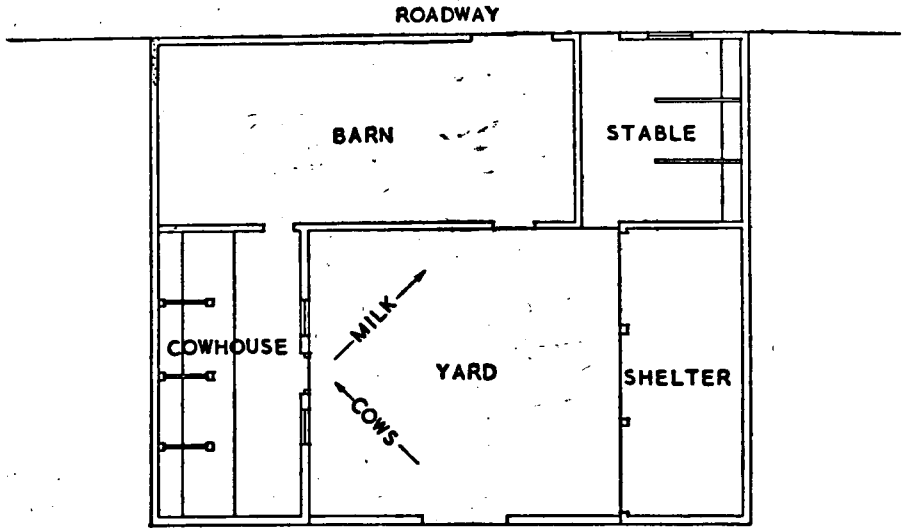 ROADWAY
BARN
STABLE
COWHOUSE
MILK
YARD
SHELTER
COWS